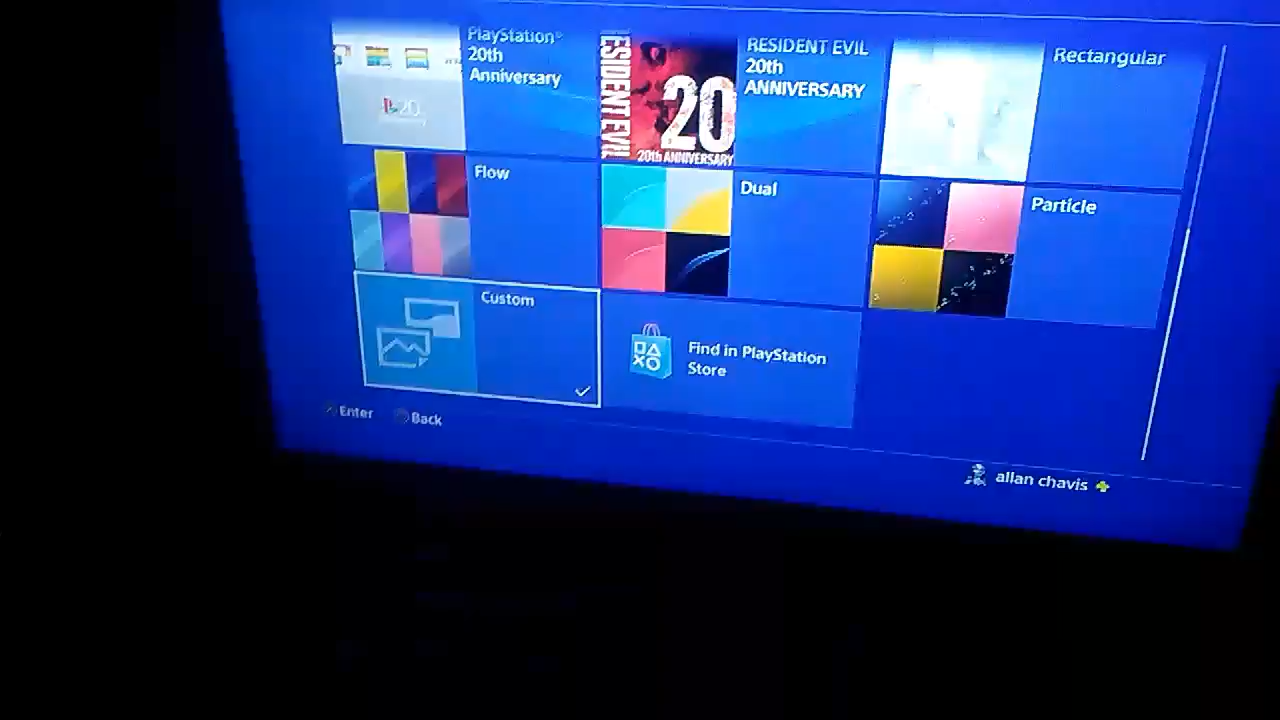 PlayStation®
20th
Anniversary
RESIDENT EVIL
20th
ANNIVERSARY
Rectangular
20
RESIDENT EVIL
20
20th ANNIVERSARY
Flow
Dual
Particle
Custom
Find in PlayStation
Store
Enter
Back
allan chavis